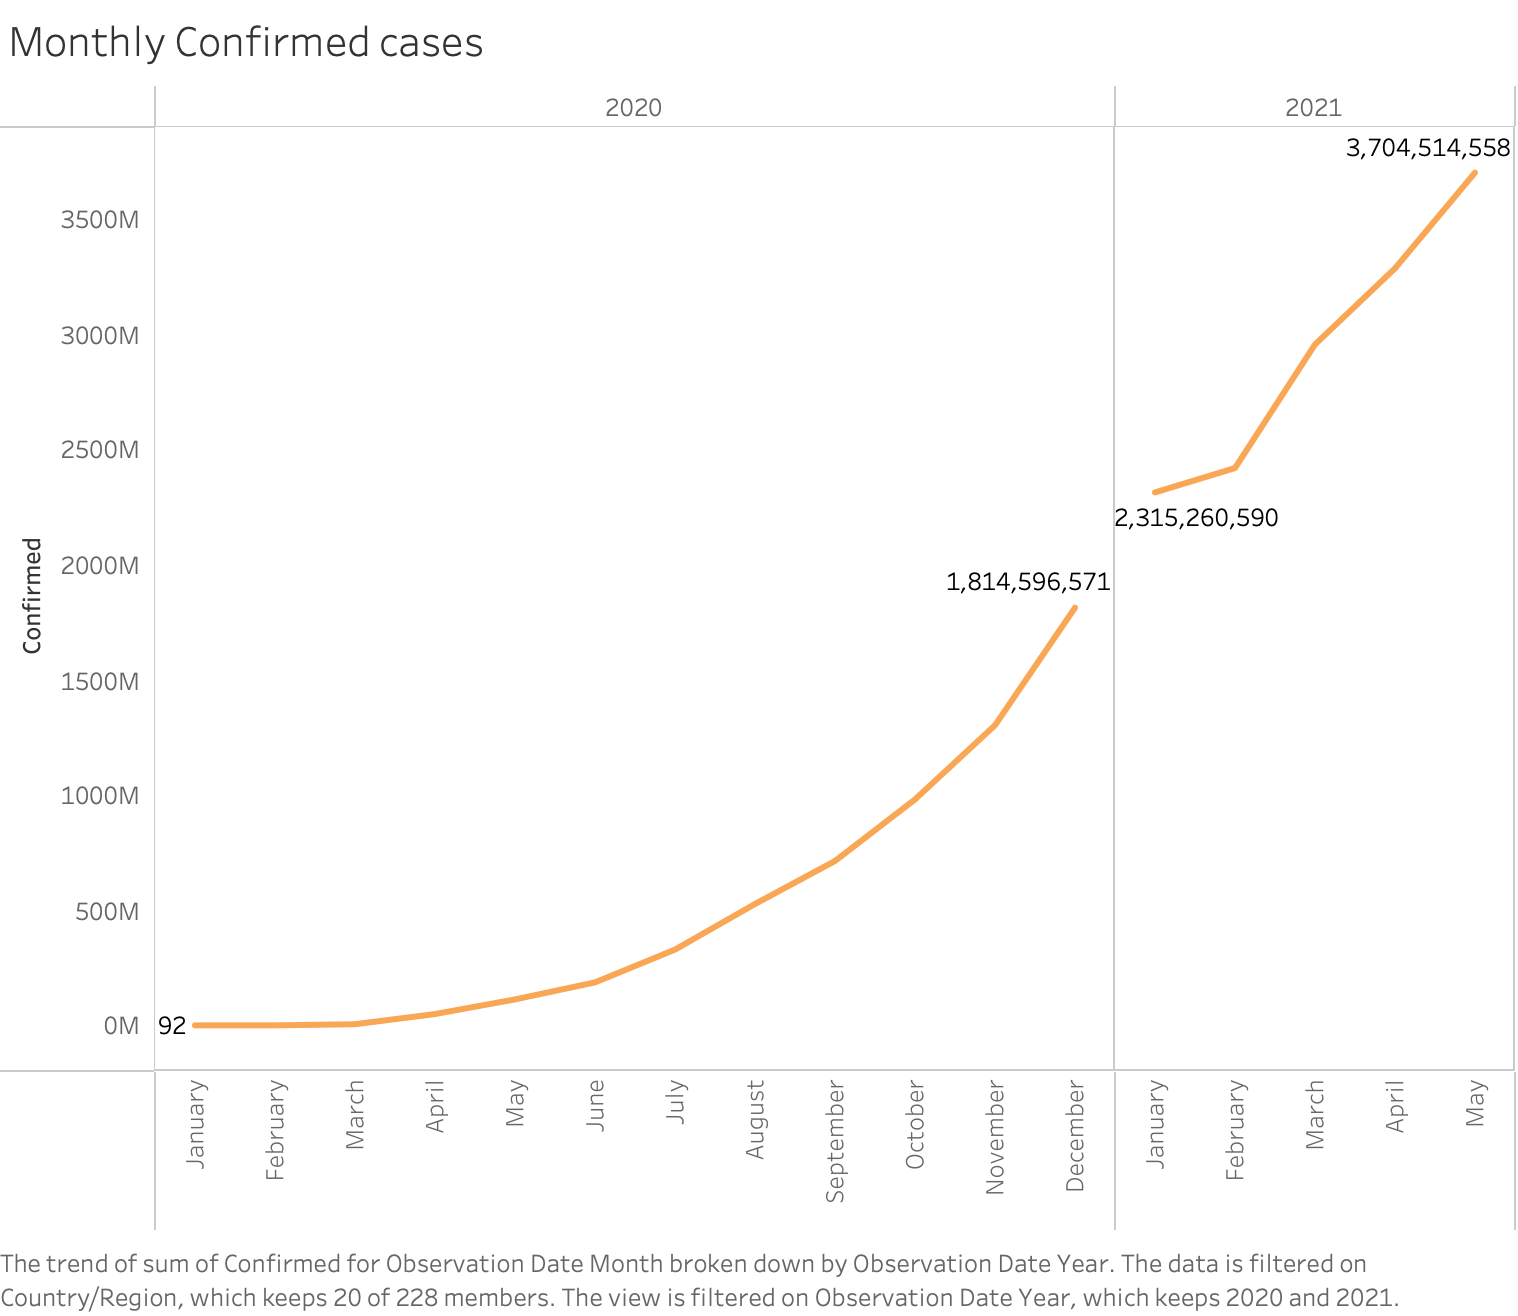 Monthly Confirmed cases
2020
2021
3,704,514,558
3500M
3000M
2500M
2,315,260,590
2000M
1,814,596,571
Confirmed
1500M
1000M
500M
0M
92
January
February
March
April
May
June
July
August
September
October
November
December
January
February
March
April
May
The trend of sum of Confirmed for Observation Date Month broken down by Observation Date Year. The data is filtered on
Country/Region, which keeps 20 of 228 members. The view is filtered on Observation Date Year, which keeps 2020 and 2021.